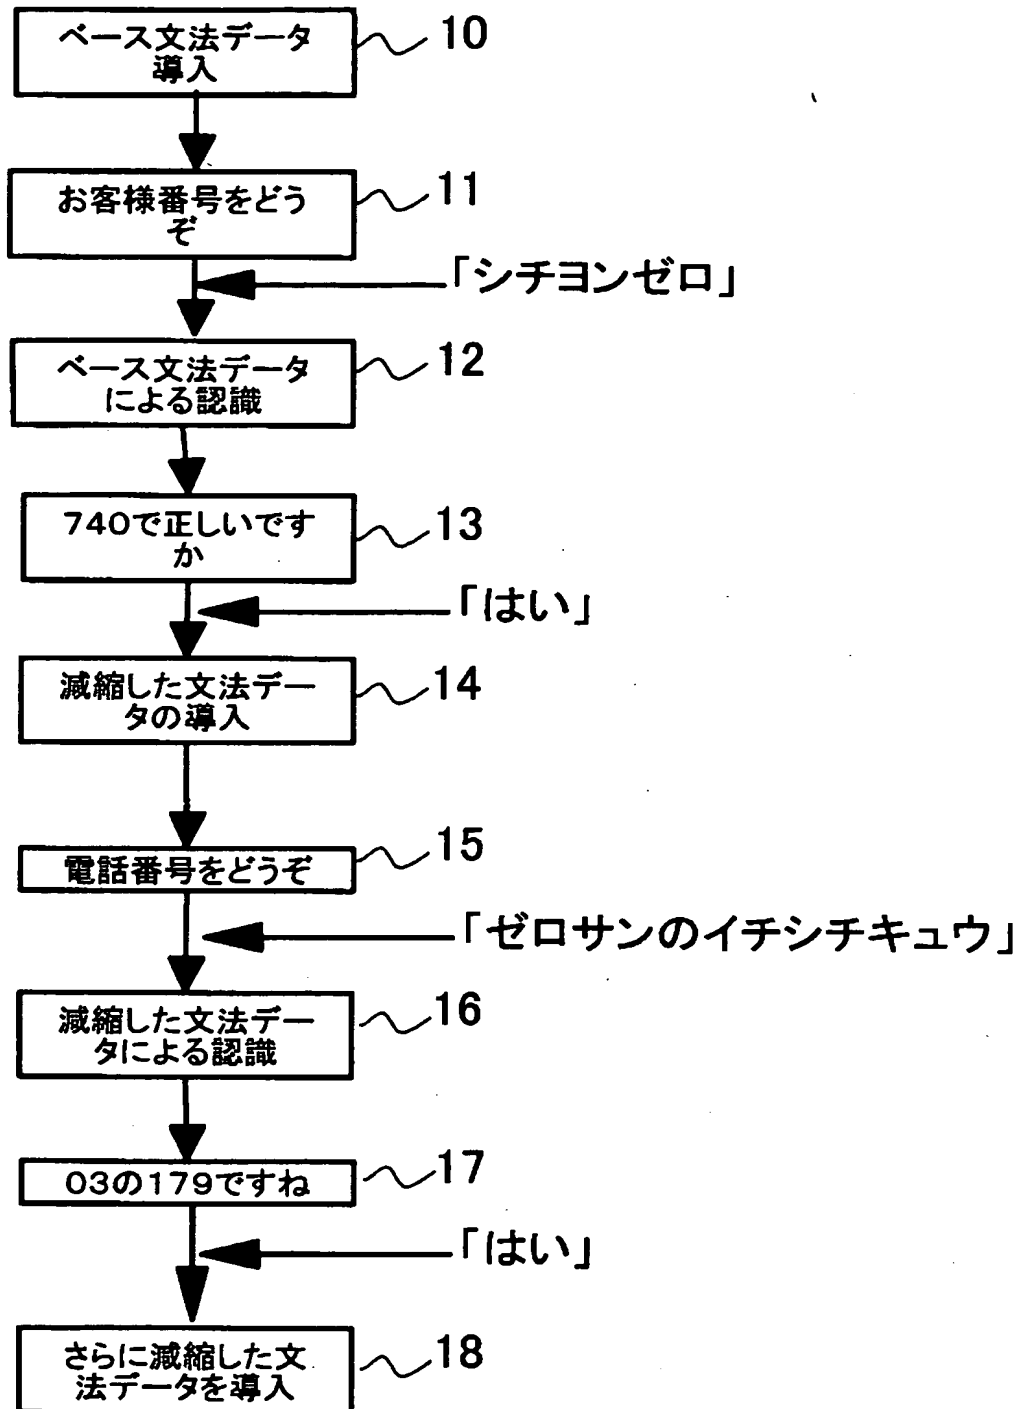 ベース文法データ
導入
10
お客様番号をどう
ぞ
11
「シチヨンゼロ」
ベース文法データ
による認識
12
740で正しいです
か
13
「はい」
減縮した文法デー
タの導入
14
電話番号をどうぞ
15
「ゼロサンのイチシチキュウ」
減縮した文法デー
タによる認識
16
03の179ですね
17
「はい」
さらに減縮した文
法データを導入
18